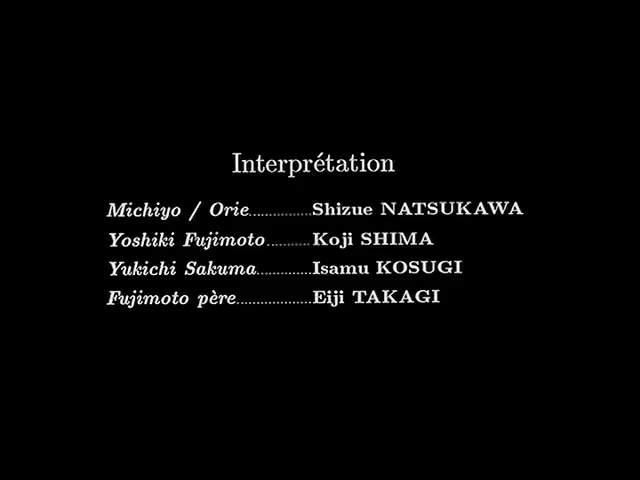 Interprétation
Michiyo / Orie...............Shizue NATSUKAWA
Yoshiki Fujimoto..........Koji SHIMA
Yukichi Sakuma.............Isamu KOSUGI
Fujimoto père..................Eiji TAKAGI